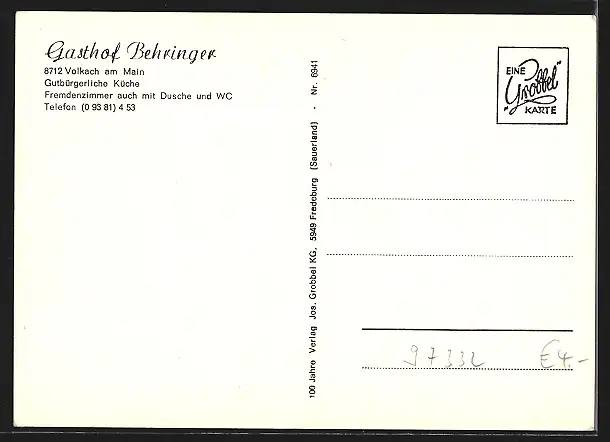 Gasthof Behringer
8712 Volkach am Main
Gutbürgerliche Küche
Fremdenzimmer auch mit Dusche und WC
Telefon (0 93 81) 4 53
100 Jahre Verlag Jos. Grobbel KG, 5949 Fredeburg (Sauerland) - Nr. 6941
EINE
"Grobbel"
KARTE
97332 €4.-